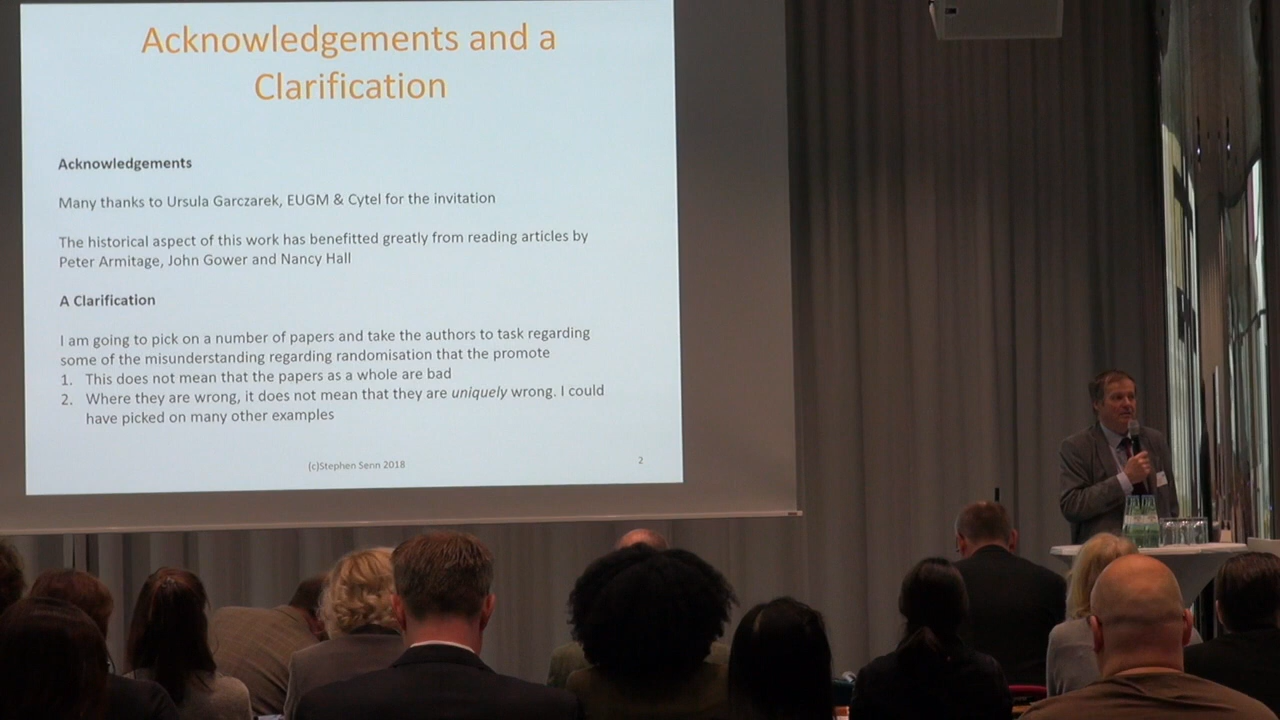 Acknowledgements and a
Clarification
Acknowledgements
Many thanks to Ursula Garczarek, EUGM & Cytel for the invitation
The historical aspect of this work has benefitted greatly from reading articles by
Peter Armitage, John Gower and Nancy Hall
A Clarification
I am going to pick on a number of papers and take the authors to task regarding
some of the misunderstanding regarding randomisation that the promote
1. This does not mean that the papers as a whole are bad
2. Where they are wrong, it does not mean that they are uniquely wrong. I could
have picked on many other examples
(c)Stephen Senn 2018
2